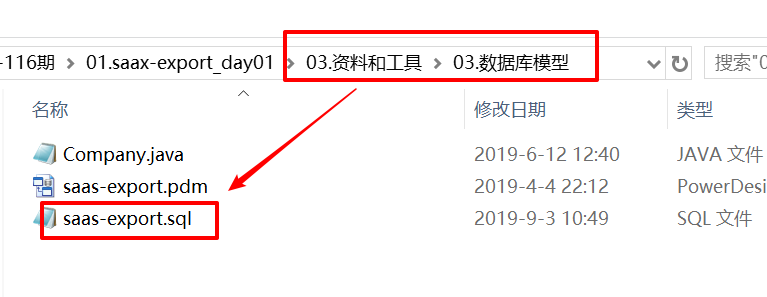 -116期 > 01.saax-export_day01 > 03.资料和工具 > 03.数据库模型 搜索"0
名称 修改日期 类型
Company.java 2019-6-12 12:40 JAVA 文件
saas-export.pdm 2019-4-4 22:12 PowerDesi
saas-export.sql 2019-9-3 10:49 SQL 文件